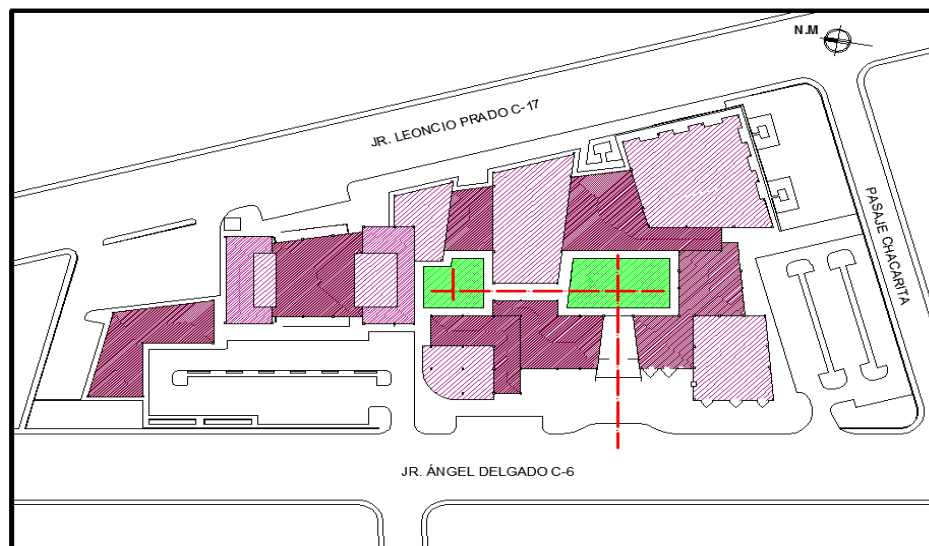 N.M
JR. LEONCIO PRADO C-17
PASAJE CHACARITA
JR. ÁNGEL DELGADO C-6